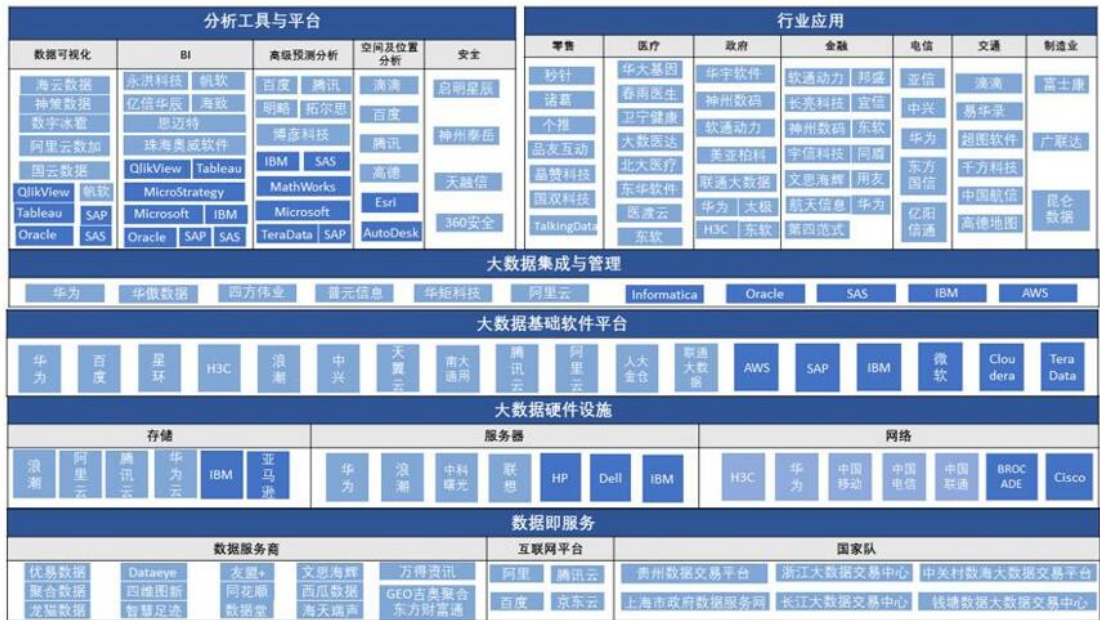 分析工具与平台
行业应用
数据可视化
BI
高级预测分析
空间及位置
分析
安全
零售
医疗
政府
金融
电信
交通
制造业
海云数据
神策数据
数字冰雹
阿里云数加
国云数据
QlikView 帆软
Tableau SAP
Oracle SAS
永洪科技 帆软
亿信华辰 海致
思迈特
珠海奥威软件
QlikView Tableau
MicroStrategy
Microsoft IBM
Oracle SAP SAS
百度 腾讯
明略 拓尔思
博彦科技
IBM SAS
MathWorks
Microsoft
TeraData SAP
滴滴
百度
腾讯
高德
Esri
AutoDesk
启明星辰
神州泰岳
天融信
360安全
秒针
诸葛
个推
品友互动
晶赞科技
国双科技
TalkingData
华大基因
春雨医生
卫宁健康
大数医达
北大医疗
东华软件
医渡云
东软
华宇软件
神州数码
软通动力
美亚柏科
联通大数据
华为 太极
H3C 东软
软通动力 邦盛
长亮科技 宜信
神州数码 东软
宇信科技 同盾
文思海辉 用友
航天信息 华为
第四范式
亚信
中兴
华为
东方
国信
亿阳
信通
滴滴
易华录
超图软件
千方科技
中国航信
高德地图
富士康
广联达
昆仑
数据
大数据集成与管理
华为 华傲数据 四方伟业 普元信息 华矩科技 阿里云 Informatica Oracle SAS IBM AWS
大数据基础软件平台
华为
百度
星环
H3C
浪潮
中兴
天翼云
南大
通用
腾讯云
阿里云
人大
金仓
联通
大数
据
AWS
SAP
IBM
微软
Clou
dera
Tera
Data
大数据硬件设施
存储
服务器
网络
浪潮
阿里云
腾讯云
华为云
IBM
亚马逊
华为
浪潮
中科
曙光
联想
HP
Dell
IBM
H3C
华为
中国
移动
中国
电信
中国
联通
BROC
ADE
Cisco
数据即服务
数据服务商
互联网平台
国家队
优易数据 Dataeye 友盟+ 文思海辉 万得资讯
聚合数据 四维图新 同花顺 西瓜数据 GEO吉奥聚合
龙猫数据 智慧足迹 数据堂 海天瑞声 东方财富通
阿里 腾讯云
百度 京东云
贵州数据交易平台 浙江大数据交易中心 中关村数海大数据交易平台
上海市政府数据服务网 长江大数据交易中心 钱塘数据大数据交易中心